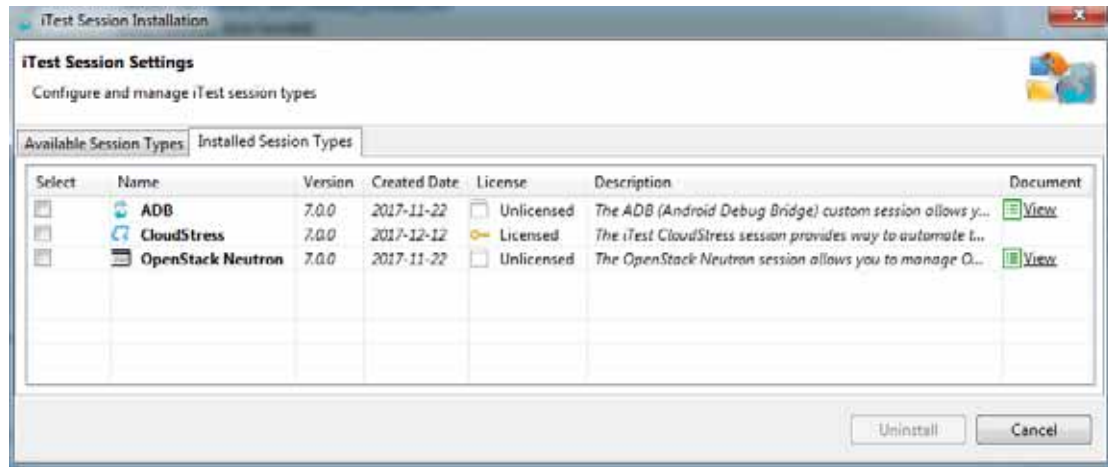 iTest Session Installation
iTest Session Settings
Configure and manage iTest session types
Available Session Types Installed Session Types
Select Name Version Created Date License Description Document
ADB 7.0.0 2017-11-22 Unlicensed The ADB (Android Debug Bridge) custom session allows y... View
CloudStress 7.0.0 2017-12-12 Licensed The iTest CloudStress session provides way to automate t...
OpenStack Neutron 7.0.0 2017-11-22 Unlicensed The OpenStack Neutron session allows you to manage O... View
Uninstall Cancel